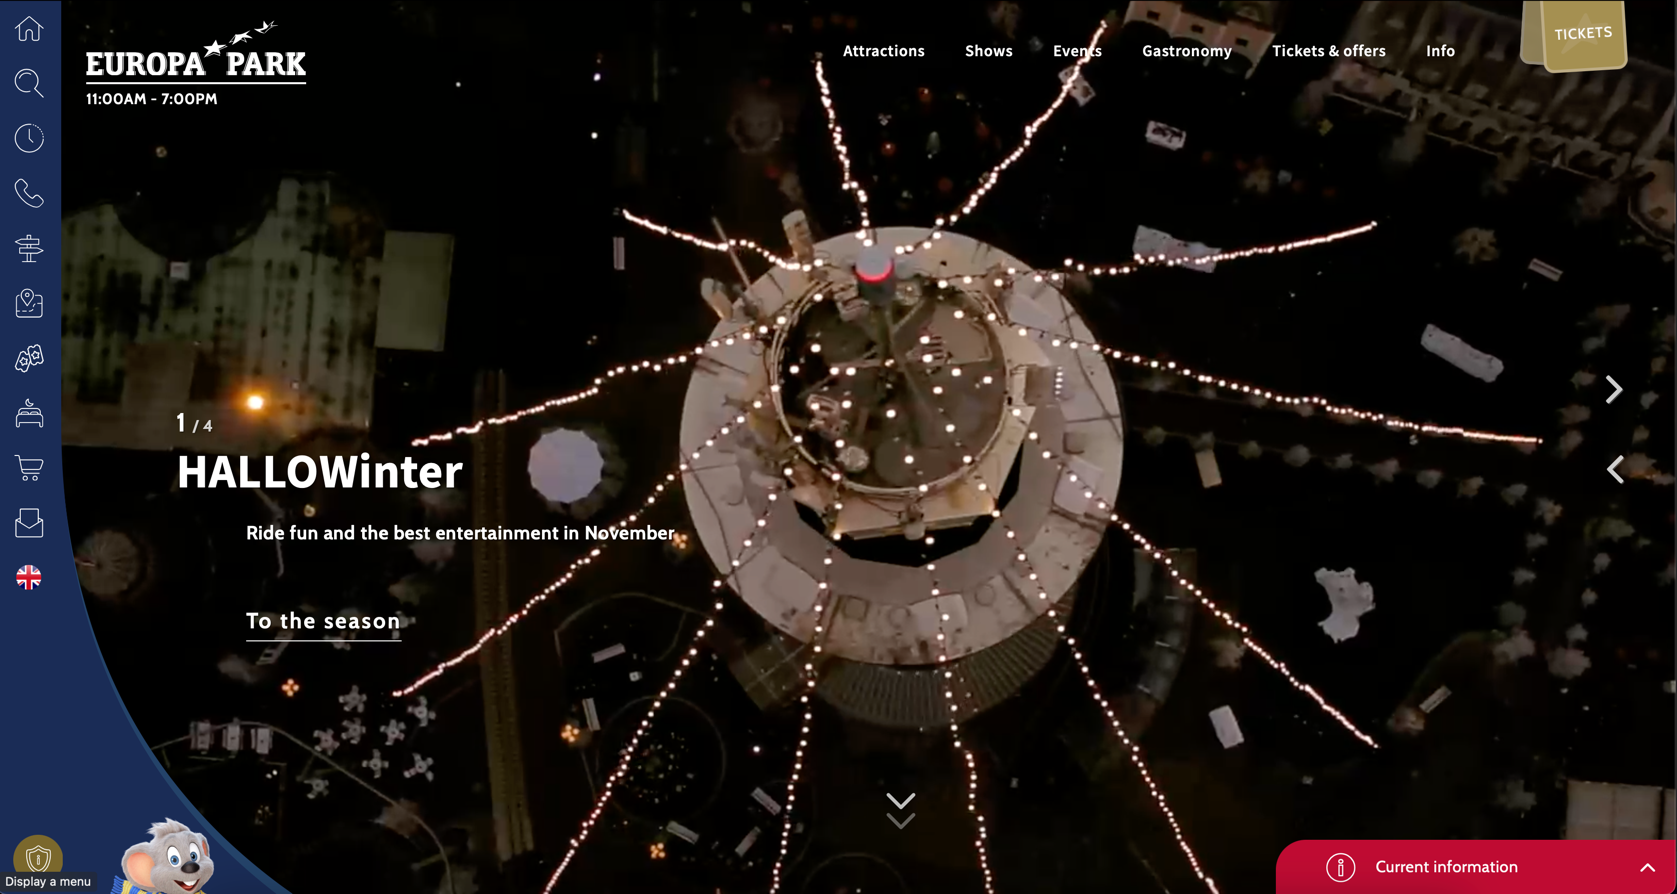 EUROPA PARK
11:00AM - 7:00PM
Attractions
Shows
Events
Gastronomy
Tickets & offers
Info
TICKETS
1 / 4
HALLOWinter
Ride fun and the best entertainment in November.
To the season
Current information
Display a menu